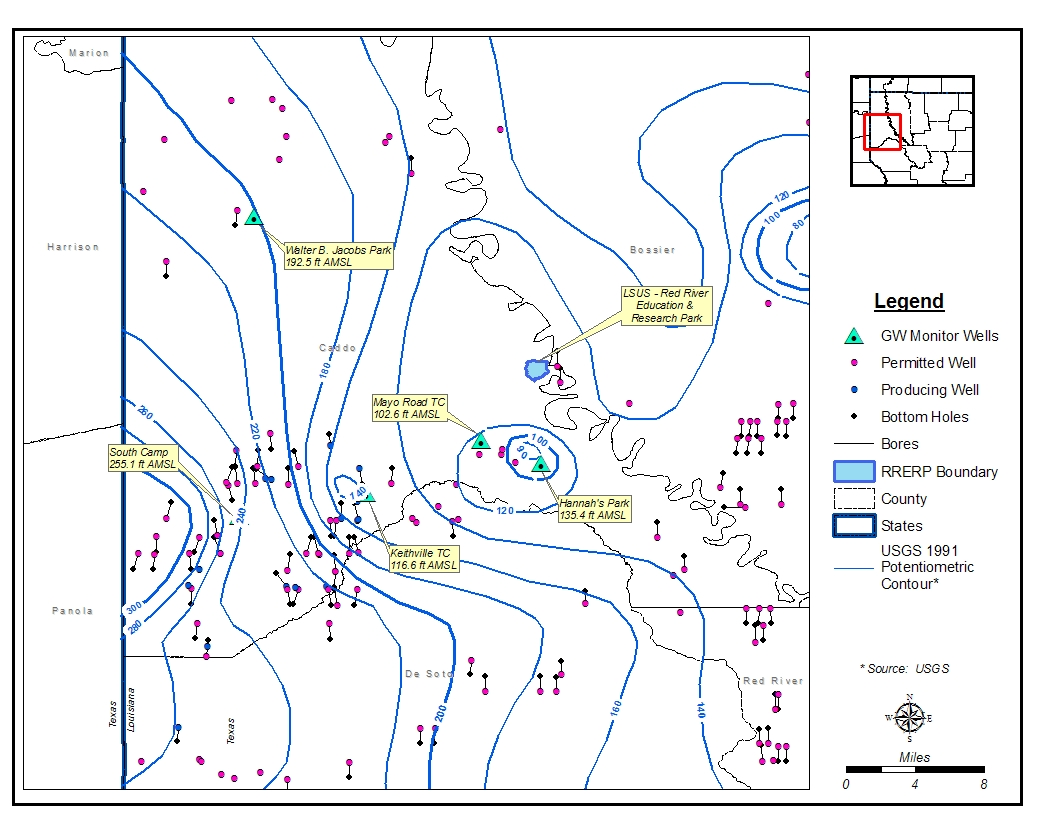 Marion
Harrison
Walter B. Jacobs Park
192.5 ft AMSL
120
100
80
Bossier
LSUS - Red River
Education &
Research Park
Caddo
180
Mayo Road TC
102.6 ft AMSL
260
220
South Camp
255.1 ft AMSL
100
90
140
240
120
Hannah's Park
135.4 ft AMSL
Keithville TC
116.6 ft AMSL
Panola
300
280
De Soto
Red River
200
160
140
Texas
Louisiana
Texas
Legend
GW Monitor Wells
Permitted Well
Producing Well
Bottom Holes
Bores
RRERP Boundary
County
States
USGS 1991
Potentiometric
Contour*
* Source: USGS
N
W E
S
Miles
0 4 8